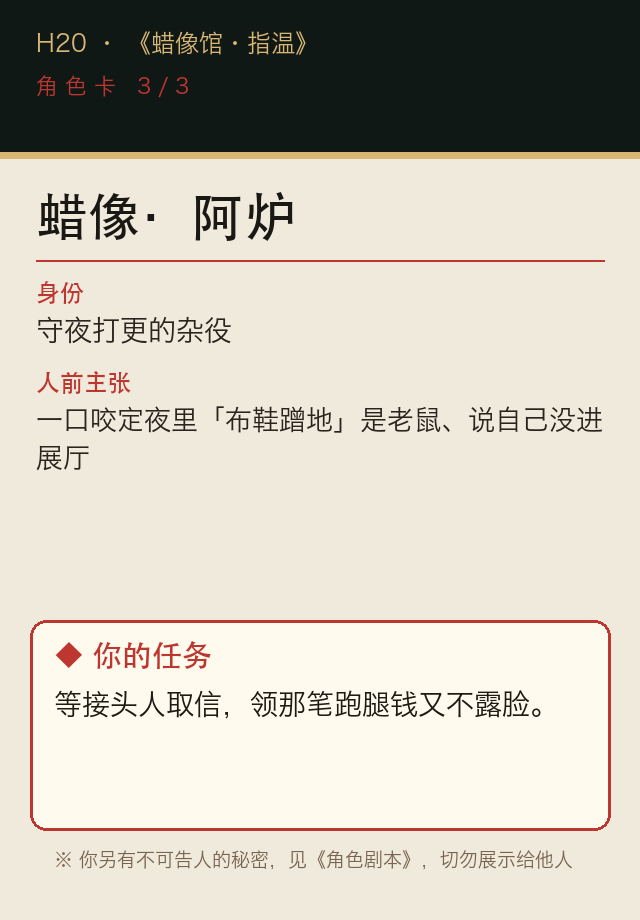 H20 · 《蜡像馆·指温》
角色卡 3/3
蜡像· 阿炉
身份
守夜打更的杂役
人前主张
一口咬定夜里「布鞋蹭地」是老鼠、说自己没进
展厅
◆ 你的任务
等接头人取信，领那笔跑腿钱又不露脸。
※ 你另有不可告人的秘密，见《角色剧本》，切勿展示给他人